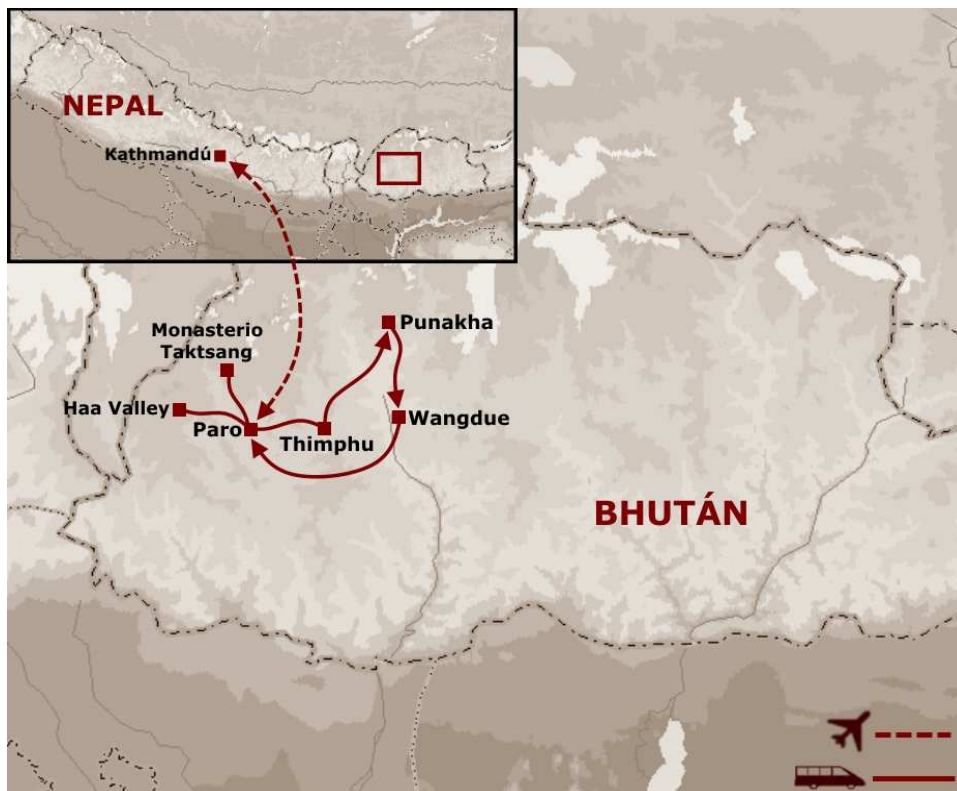 NEPAL
Kathmandú
Punakha
Monasterio
Taktsang
Haa Valley
Wangdue
Paro
Thimphu
BHUTÁN